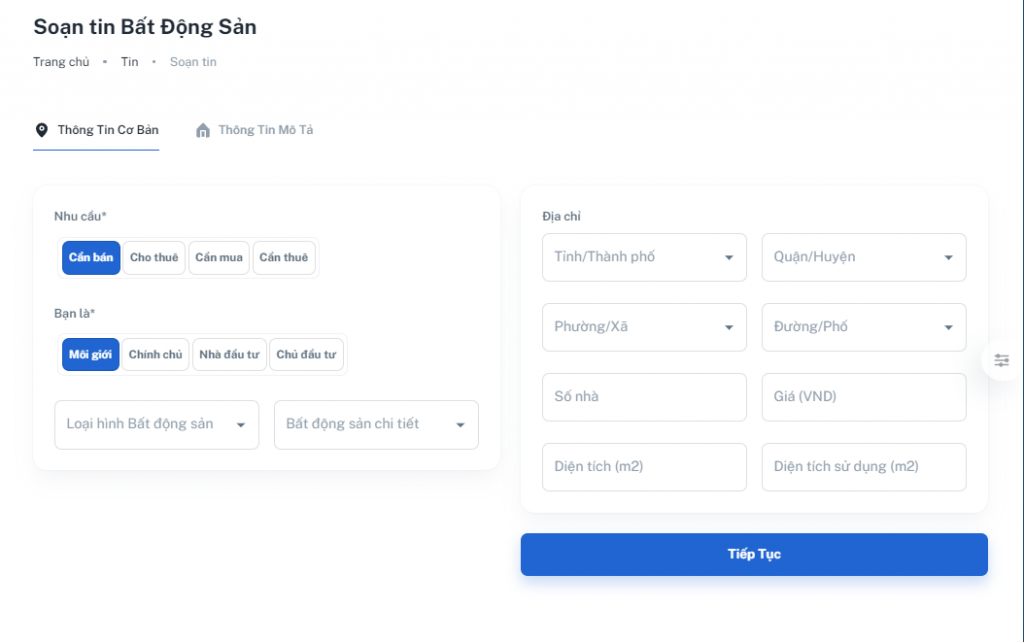 Soạn tin Bất Động Sản
Trang chủ • Tin • Soạn tin
Thông Tin Cơ Bản
Thông Tin Mô Tả
Nhu cầu*
Cần bán
Cho thuê
Cần mua
Cần thuê
Bạn là*
Môi giới
Chính chủ
Nhà đầu tư
Chủ đầu tư
Loại hình Bất động sản
Bất động sản chi tiết
Địa chỉ
Tỉnh/Thành phố
Quận/Huyện
Phường/Xã
Đường/Phố
Số nhà
Giá (VND)
Diện tích (m2)
Diện tích sử dụng (m2)
Tiếp Tục